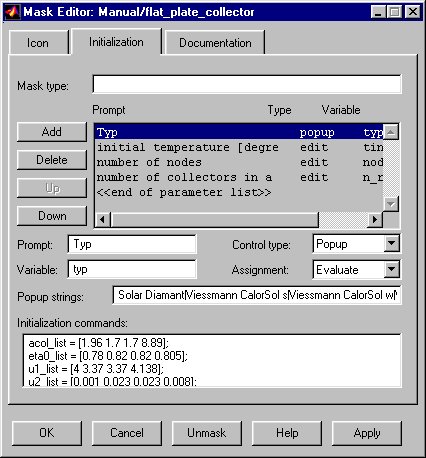 Mask Editor: Manual/flat_plate_collector
Icon Initialization Documentation
Mask type:
Prompt Type Variable
Add
Delete
Up
Down
Typ popup typ
initial temperature [degre edit tin
number of nodes edit nod
number of collectors in a edit n_r
<<end of parameter list>>
Prompt: Typ Control type: Popup
Variable: typ Assignment: Evaluate
Popup strings: Solar Diamant|Viessmann CalorSol s|Viessmann CalorSol w|
Initialization commands:
acol_list = [1.96 1.7 1.7 8.89];
eta0_list = [0.78 0.82 0.82 0.805];
u1_list = [4 3.37 3.37 4.138];
u2_list = [0.001 0.023 0.023 0.008];
OK Cancel Unmask Help Apply